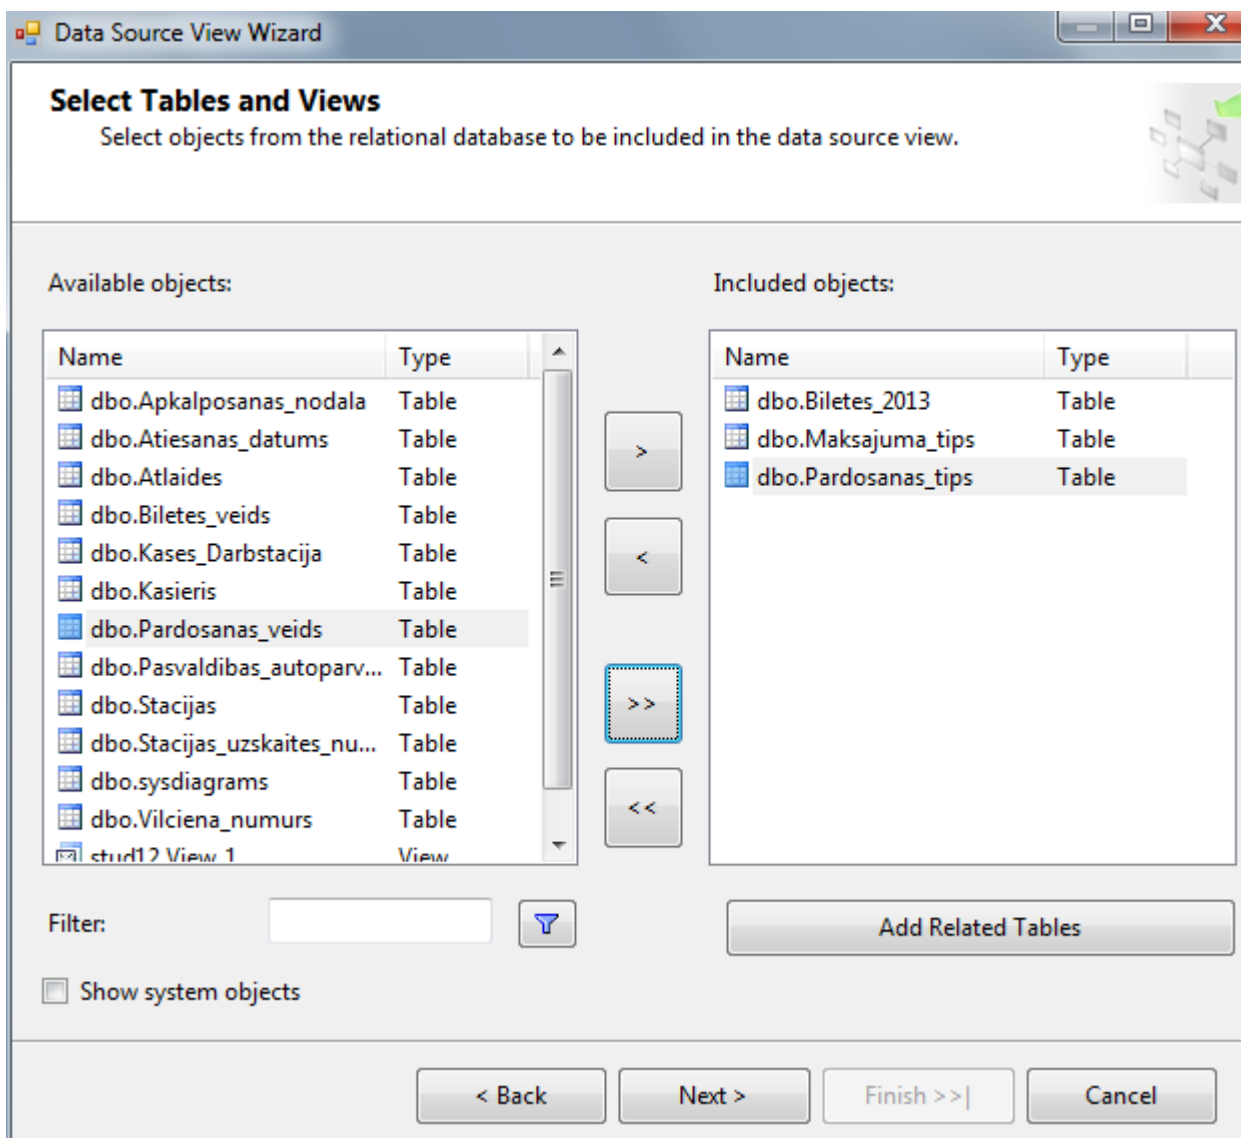 Data Source View Wizard
Select Tables and Views
Select objects from the relational database to be included in the data source view.
Available objects:
Name Type
dbo.Apkalposanas_nodala Table
dbo.Atiesanas_datums Table
dbo.Atlaides Table
dbo.Biletes_veids Table
dbo.Kases_Darbstacija Table
dbo.Kasieris Table
dbo.Pardosanas_veids Table
dbo.Pasvaldibas_autoparv... Table
dbo.Stacijas Table
dbo.Stacijas_uzskaites_nu... Table
dbo.sysdiagrams Table
dbo.Vilciena_numurs Table
stud12.View_1 View
>
<
>>
<<
Included objects:
Name Type
dbo.Biletes_2013 Table
dbo.Maksajuma_tips Table
dbo.Pardosanas_tips Table
Filter:
Add Related Tables
Show system objects
< Back Next > Finish >>| Cancel